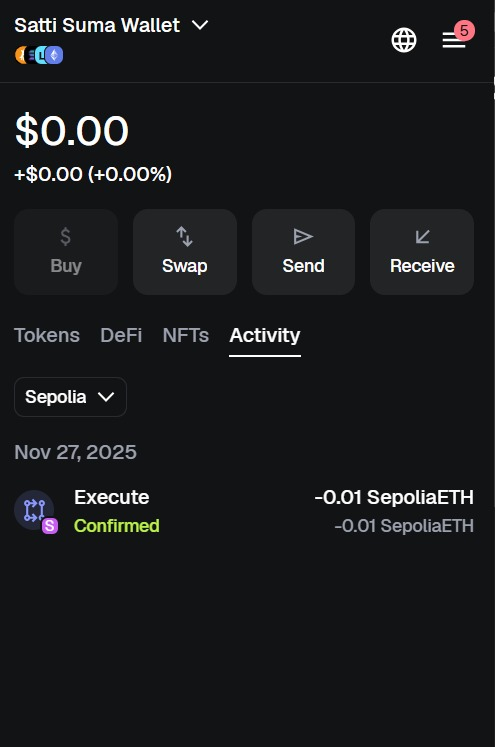 Satti Suma Wallet
5
$0.00
+$0.00 (+0.00%)
Buy Swap Send Receive
Tokens DeFi NFTs Activity
Sepolia
Nov 27, 2025
Execute -0.01 SepoliaETH
S
Confirmed -0.01 SepoliaETH